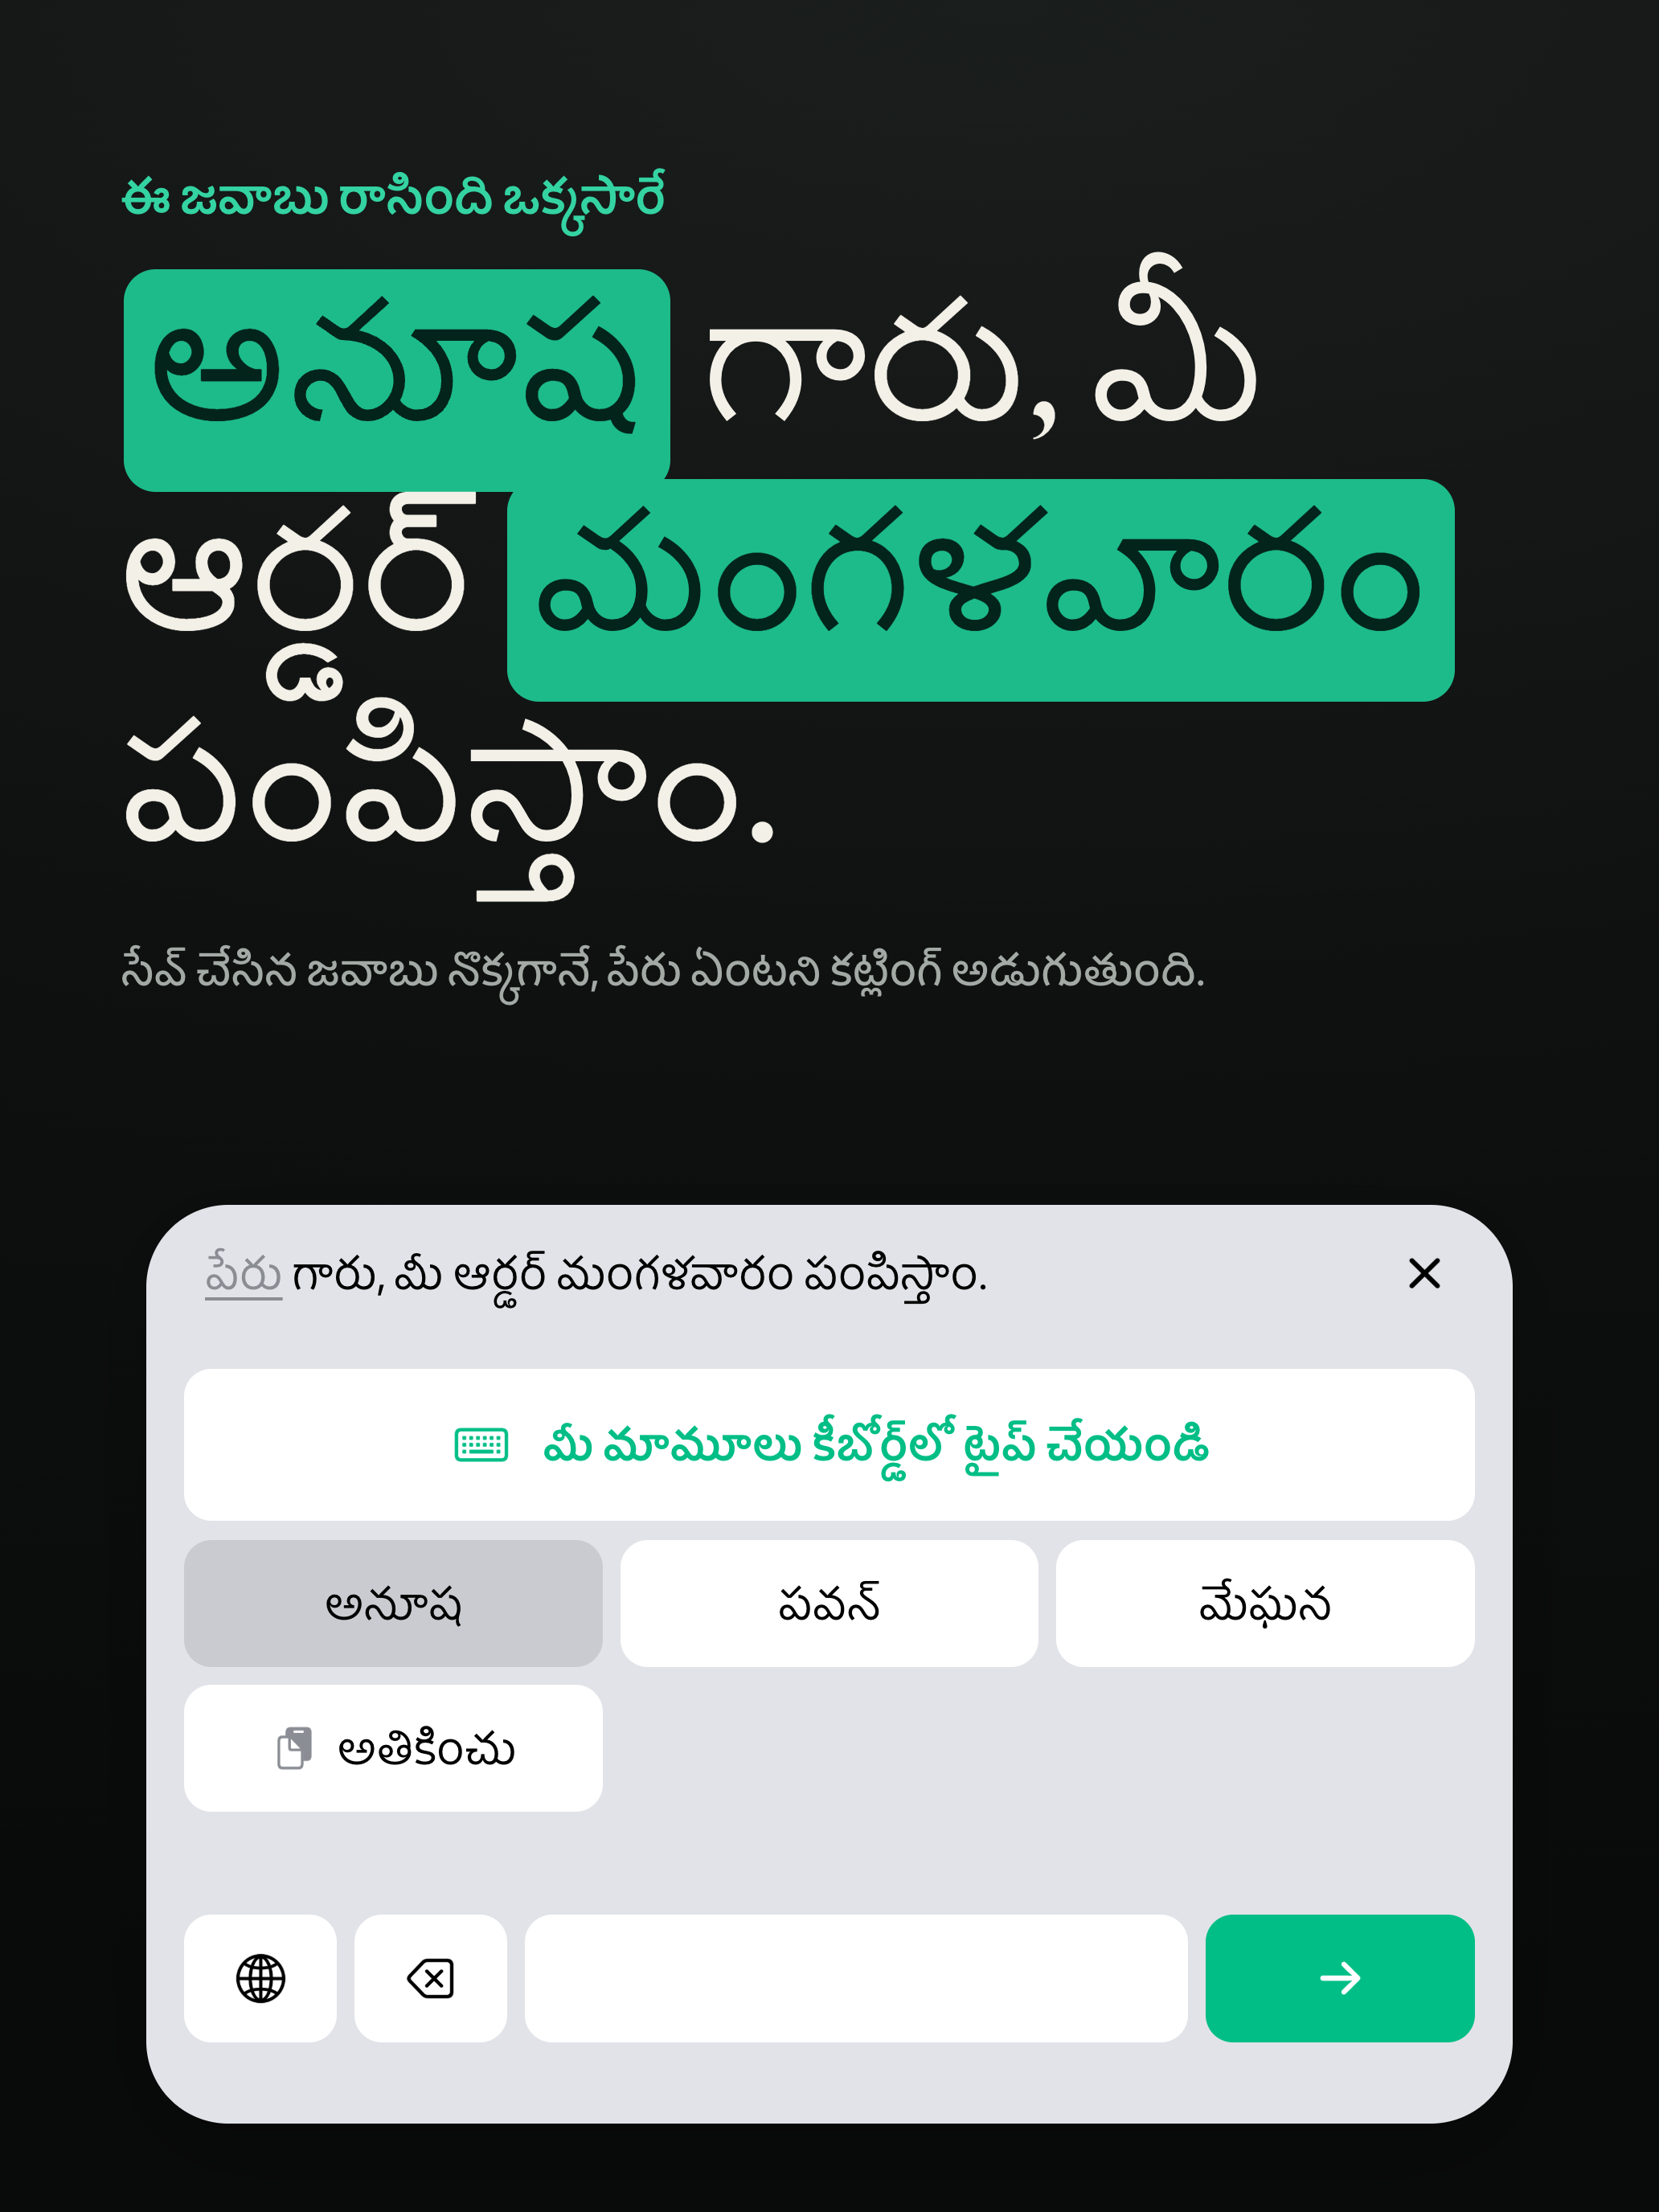 ఈ జవాబు రాసింది ఒక్కసారే
అనూష గారు, మీ
ఆర్డర్ మంగళవారం
పంపిస్తాం.
సేవ్ చేసిన జవాబు నొక్కగానే, పేరు ఏంటని కట్లింగ్ అడుగుతుంది.
పేరు గారు, మీ ఆర్డర్ మంగళవారం పంపిస్తాం.
మీ మామూలు కీబోర్డ్‌లో టైప్ చేయండి
అనూష
పవన్
మేఘన
అతికించు